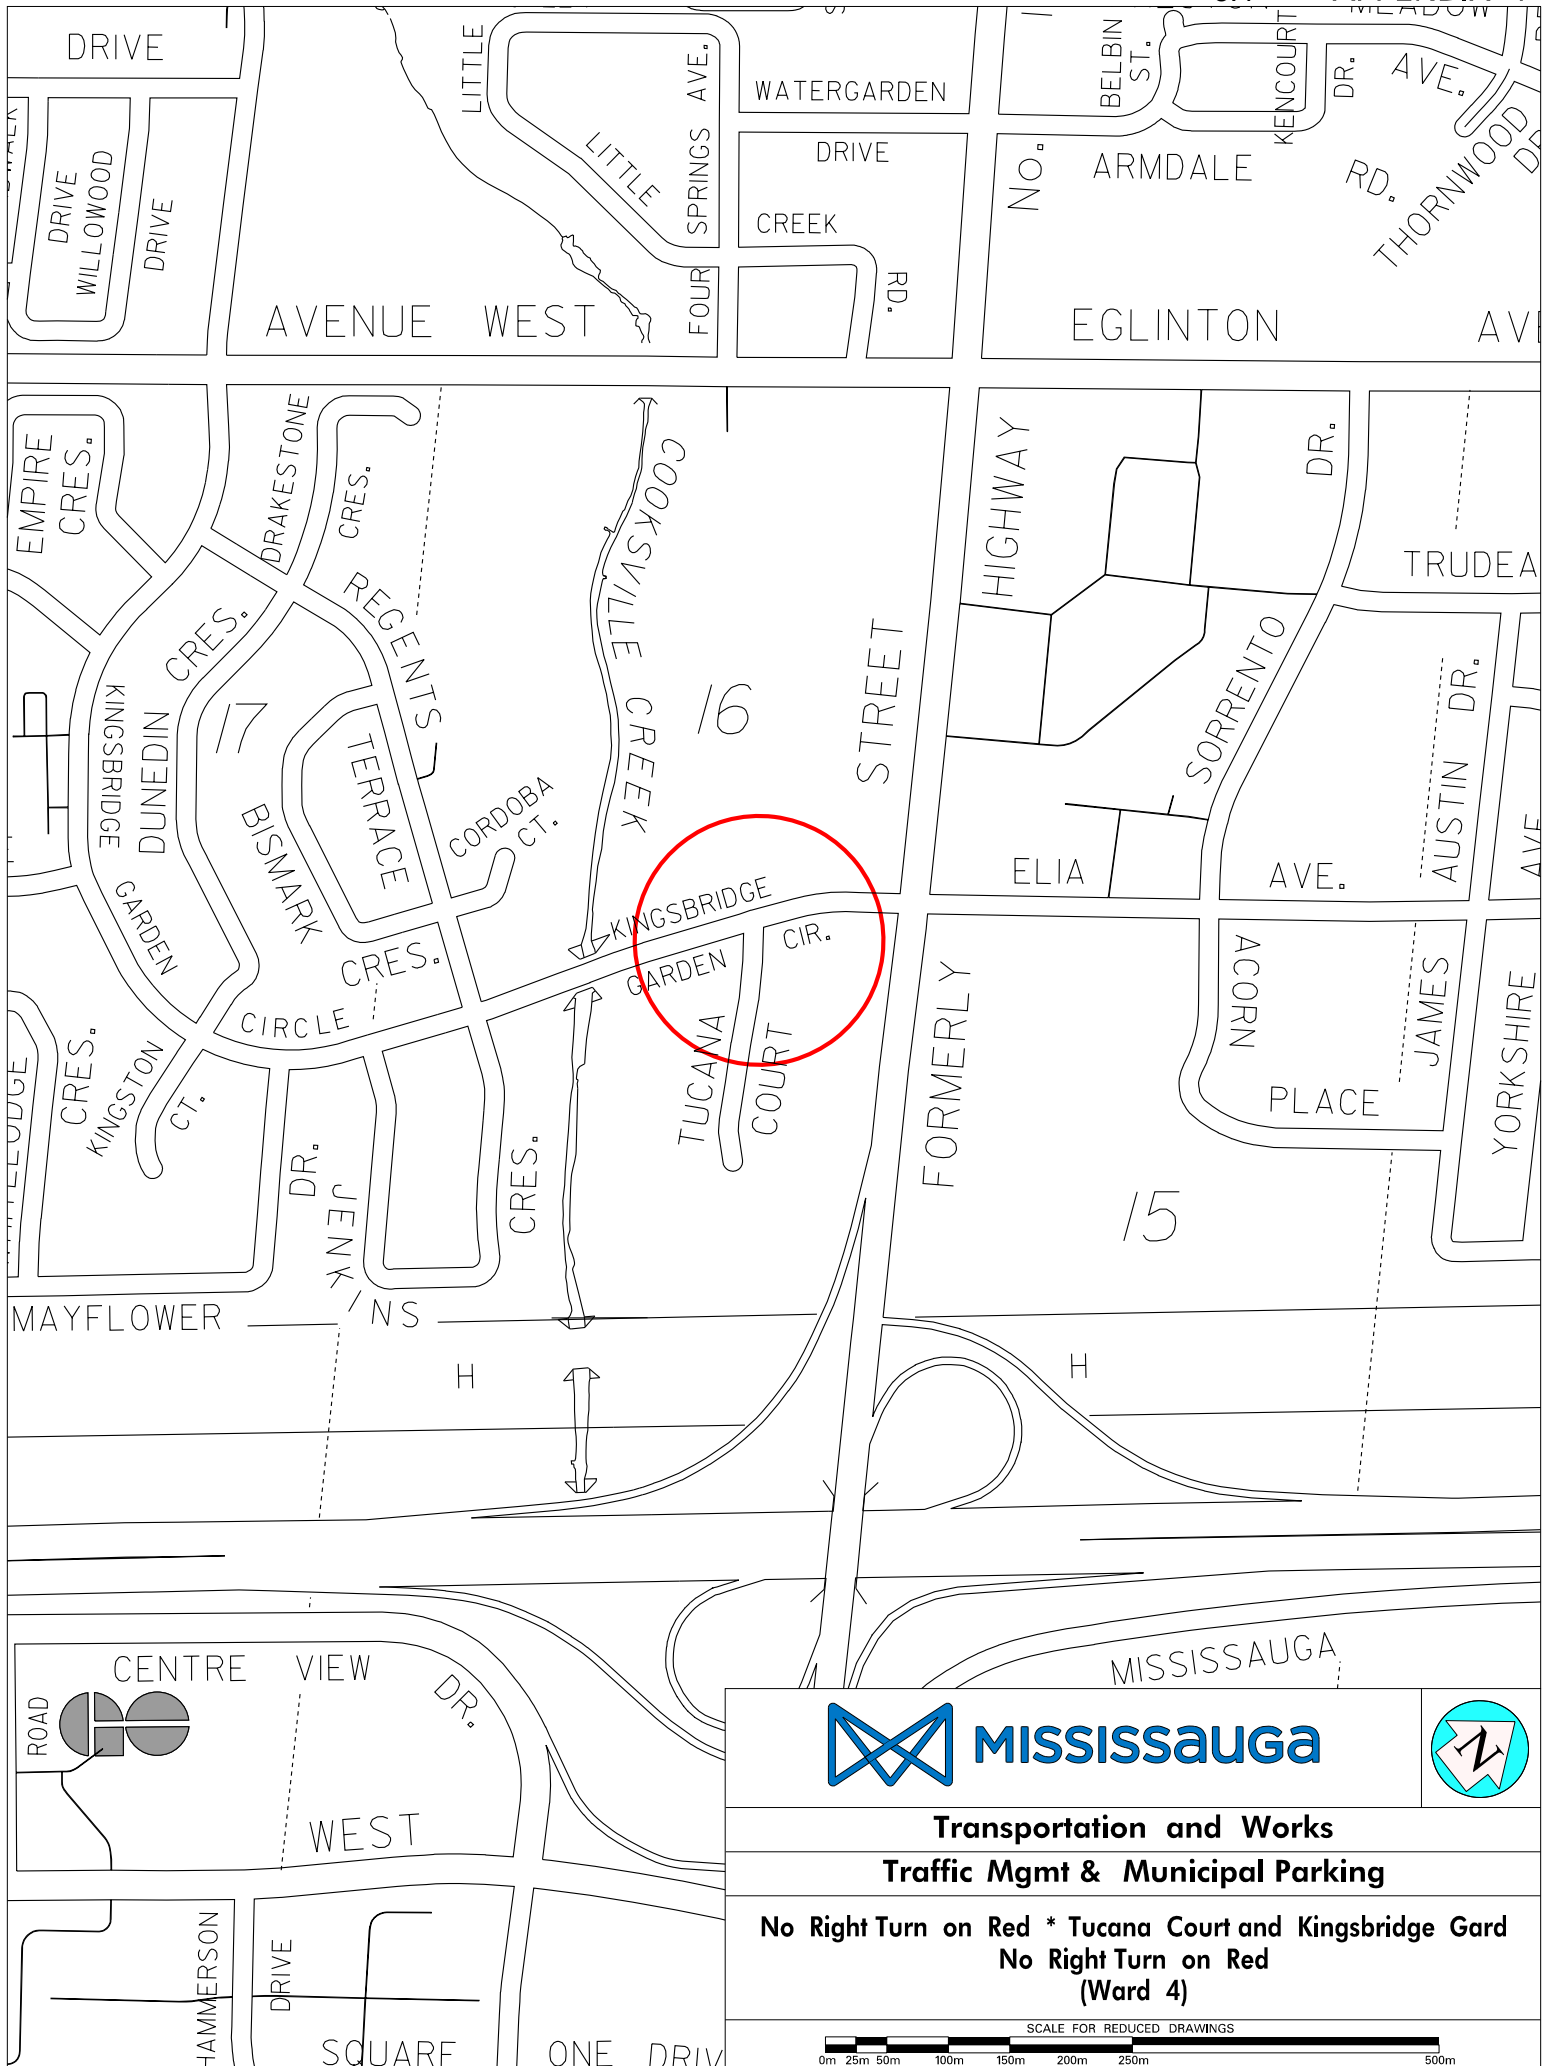 DRIVE
LITTLE
FOUR SPRINGS AVE.
WATERGARDEN
DRIVE
LITTLE
CREEK
RD.
BELBIN
ST.
KENCOURT
DR.
MEADOW
AVE.
No.
ARMDALE
RD.
THORNWOOD
DRIVE
WILLOWOOD
DRIVE
AVENUE WEST
EGLINTON
EMPIRE
CRES.
DRAKESTONE
CRES.
COOKSVILLE CREEK
HIGHWAY
DR.
REGENTS
TERRACE
CRES.
17
16
STREET
SORRENTO
AUSTIN DR.
KINGSBRIDGE
DUNEDIN
BISMARK
CRES.
CORDOBA
CT.
ELIA
AVE.
KINGSBRIDGE
GARDEN
CIR.
GARDEN
CIRCLE
FORMERLY
ACORN
JAMES
YORKSHIRE
AVE
TUCANA
COURT
CRES.
KINGSTON
CT.
PLACE
DR.
JENKINS
CRES.
15
MAYFLOWER
H
H
CENTRE VIEW
DR.
ROAD
MISSISSAUGA
WEST
HAMMERSON
DRIVE
SQUARE ONE
MISSISSauGa
N
Transportation and Works
Traffic Mgmt & Municipal Parking
No Right Turn on Red * Tucana Court and Kingsbridge Gard
No Right Turn on Red
(Ward 4)
SCALE FOR REDUCED DRAWINGS
0m 25m 50m 100m 150m 200m 250m 500m